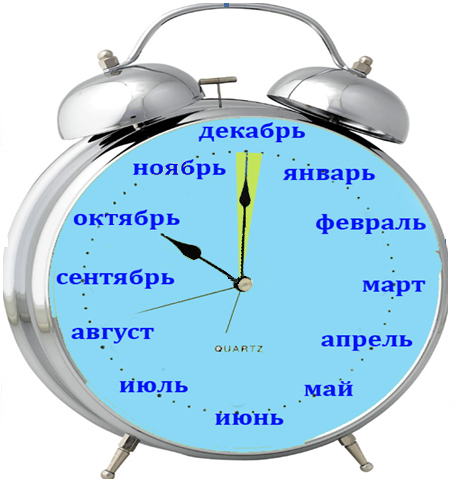 декабрь
ноябрь
январь
октябрь
февраль
сентябрь
март
август
апрель
QUARTZ
июль
май
июнь